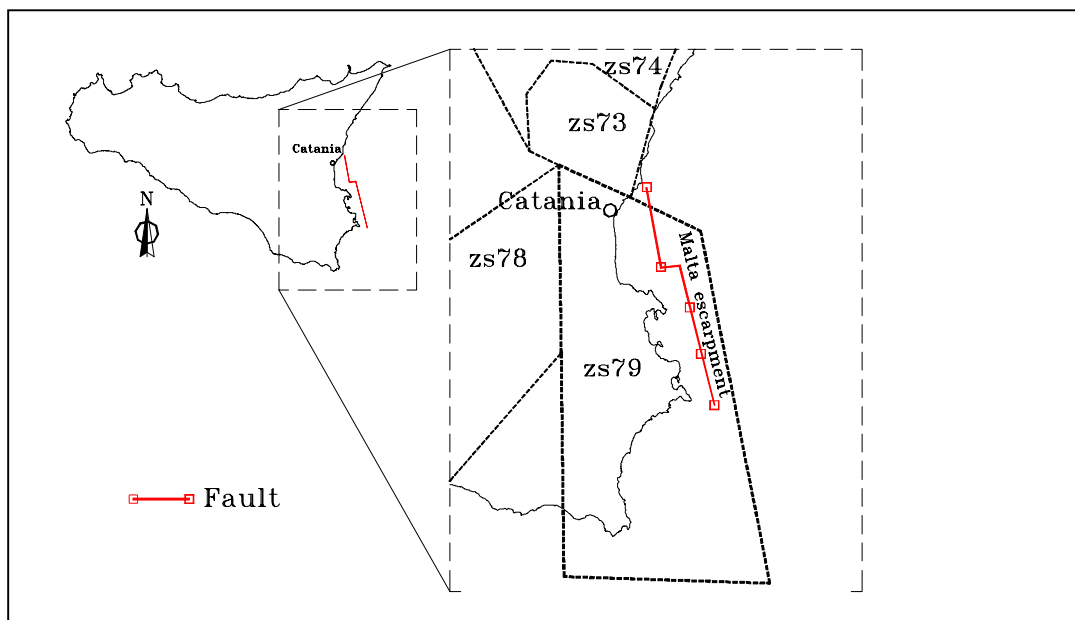 zs74
zs73
Catania
N
Catania
zs78
Malta escarpment
zs79
Fault